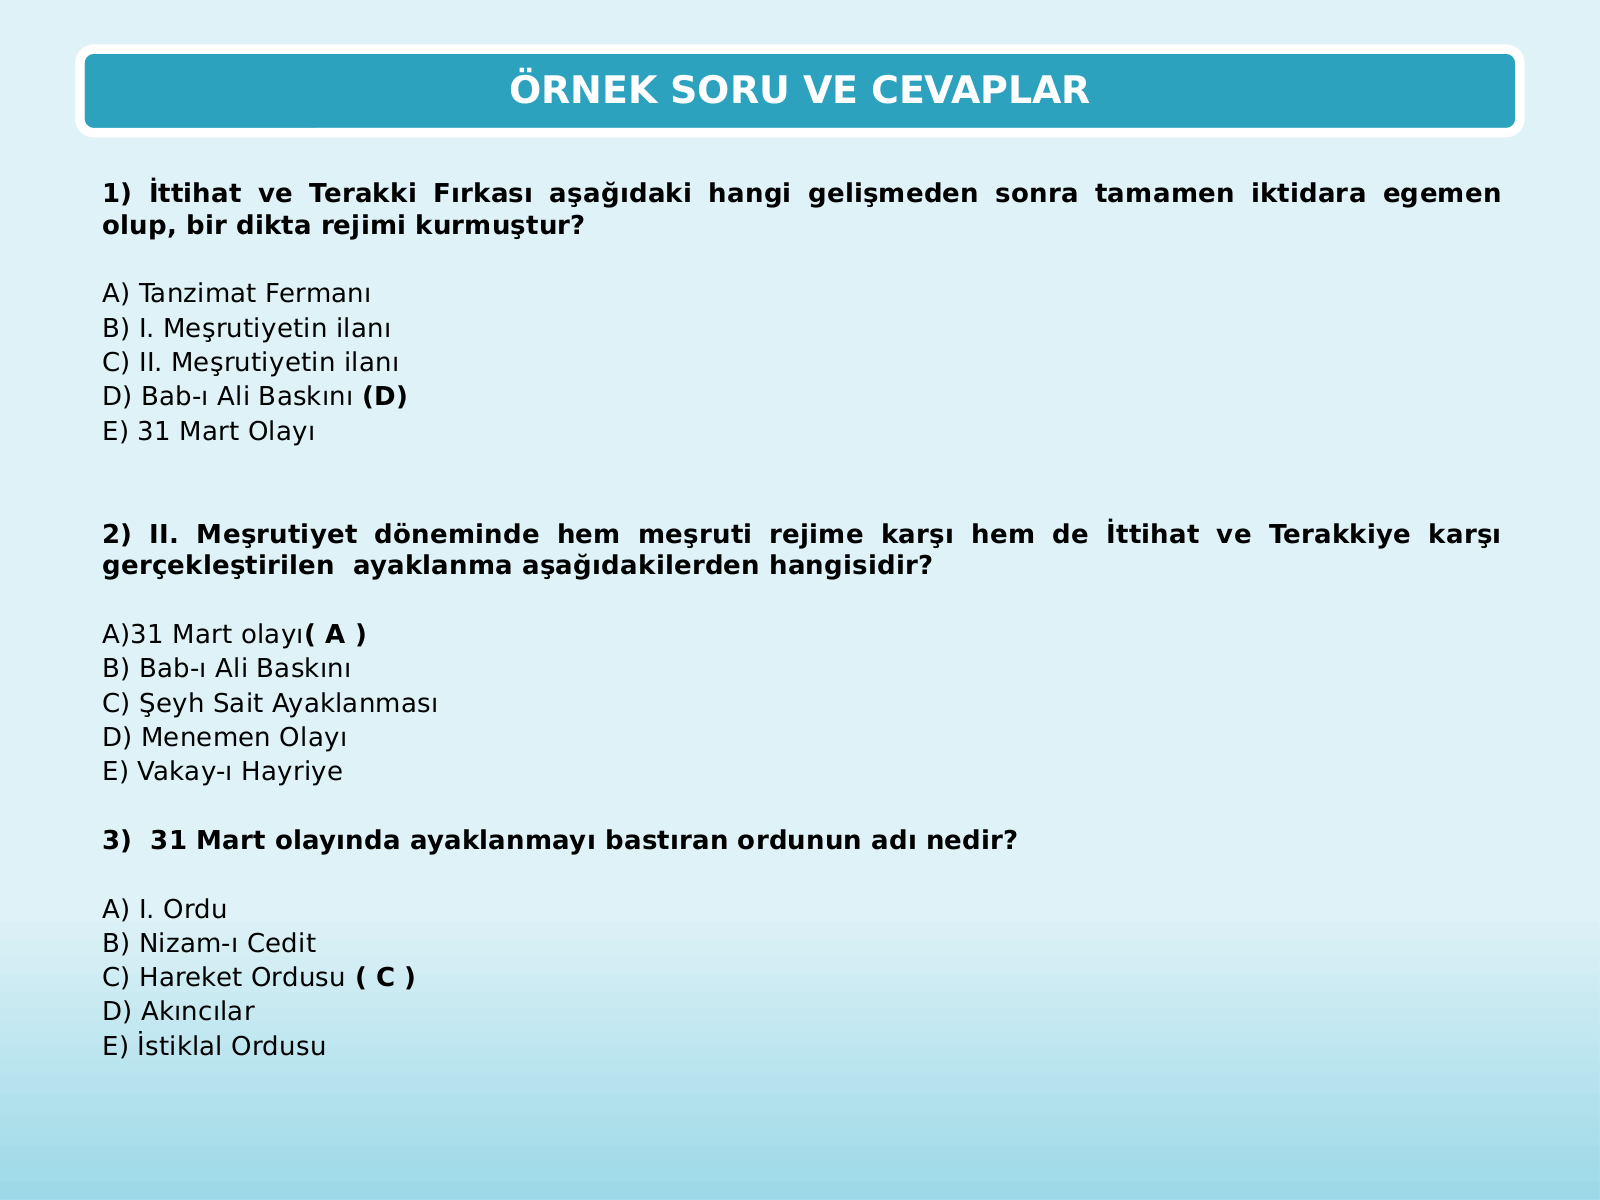 ÖRNEK SORU VE CEVAPLAR
1) İttihat ve Terakki Fırkası aşağıdaki hangi gelişmeden sonra tamamen iktidara egemen
olup, bir dikta rejimi kurmuştur?
A) Tanzimat Fermanı
B) I. Meşrutiyetin ilanı
C) II. Meşrutiyetin ilanı
D) Bab-ı Ali Baskını (D)
E) 31 Mart Olayı
2) II. Meşrutiyet döneminde hem meşruti rejime karşı hem de İttihat ve Terakkiye karşı
gerçekleştirilen  ayaklanma aşağıdakilerden hangisidir?
A)31 Mart olayı( A )
B) Bab-ı Ali Baskını
C) Şeyh Sait Ayaklanması
D) Menemen Olayı
E) Vakay-ı Hayriye
3)  31 Mart olayında ayaklanmayı bastıran ordunun adı nedir?
A) I. Ordu
B) Nizam-ı Cedit
C) Hareket Ordusu ( C )
D) Akıncılar
E) İstiklal Ordusu